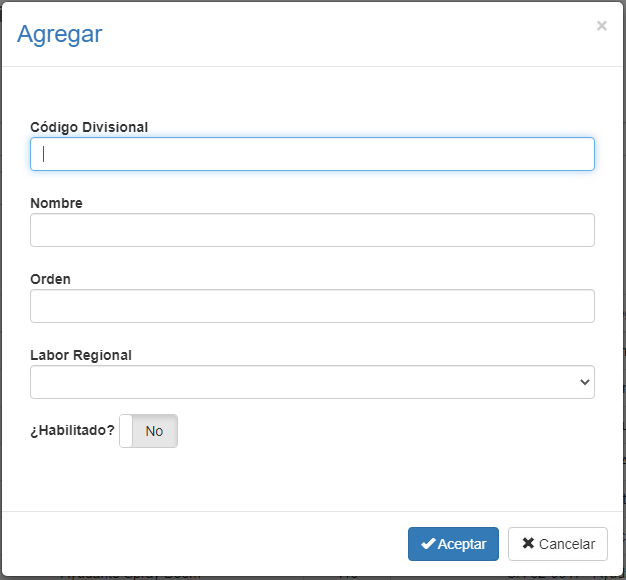 Agregar
×
Código Divisional
Nombre
Orden
Labor Regional
¿Habilitado? No
Aceptar Cancelar